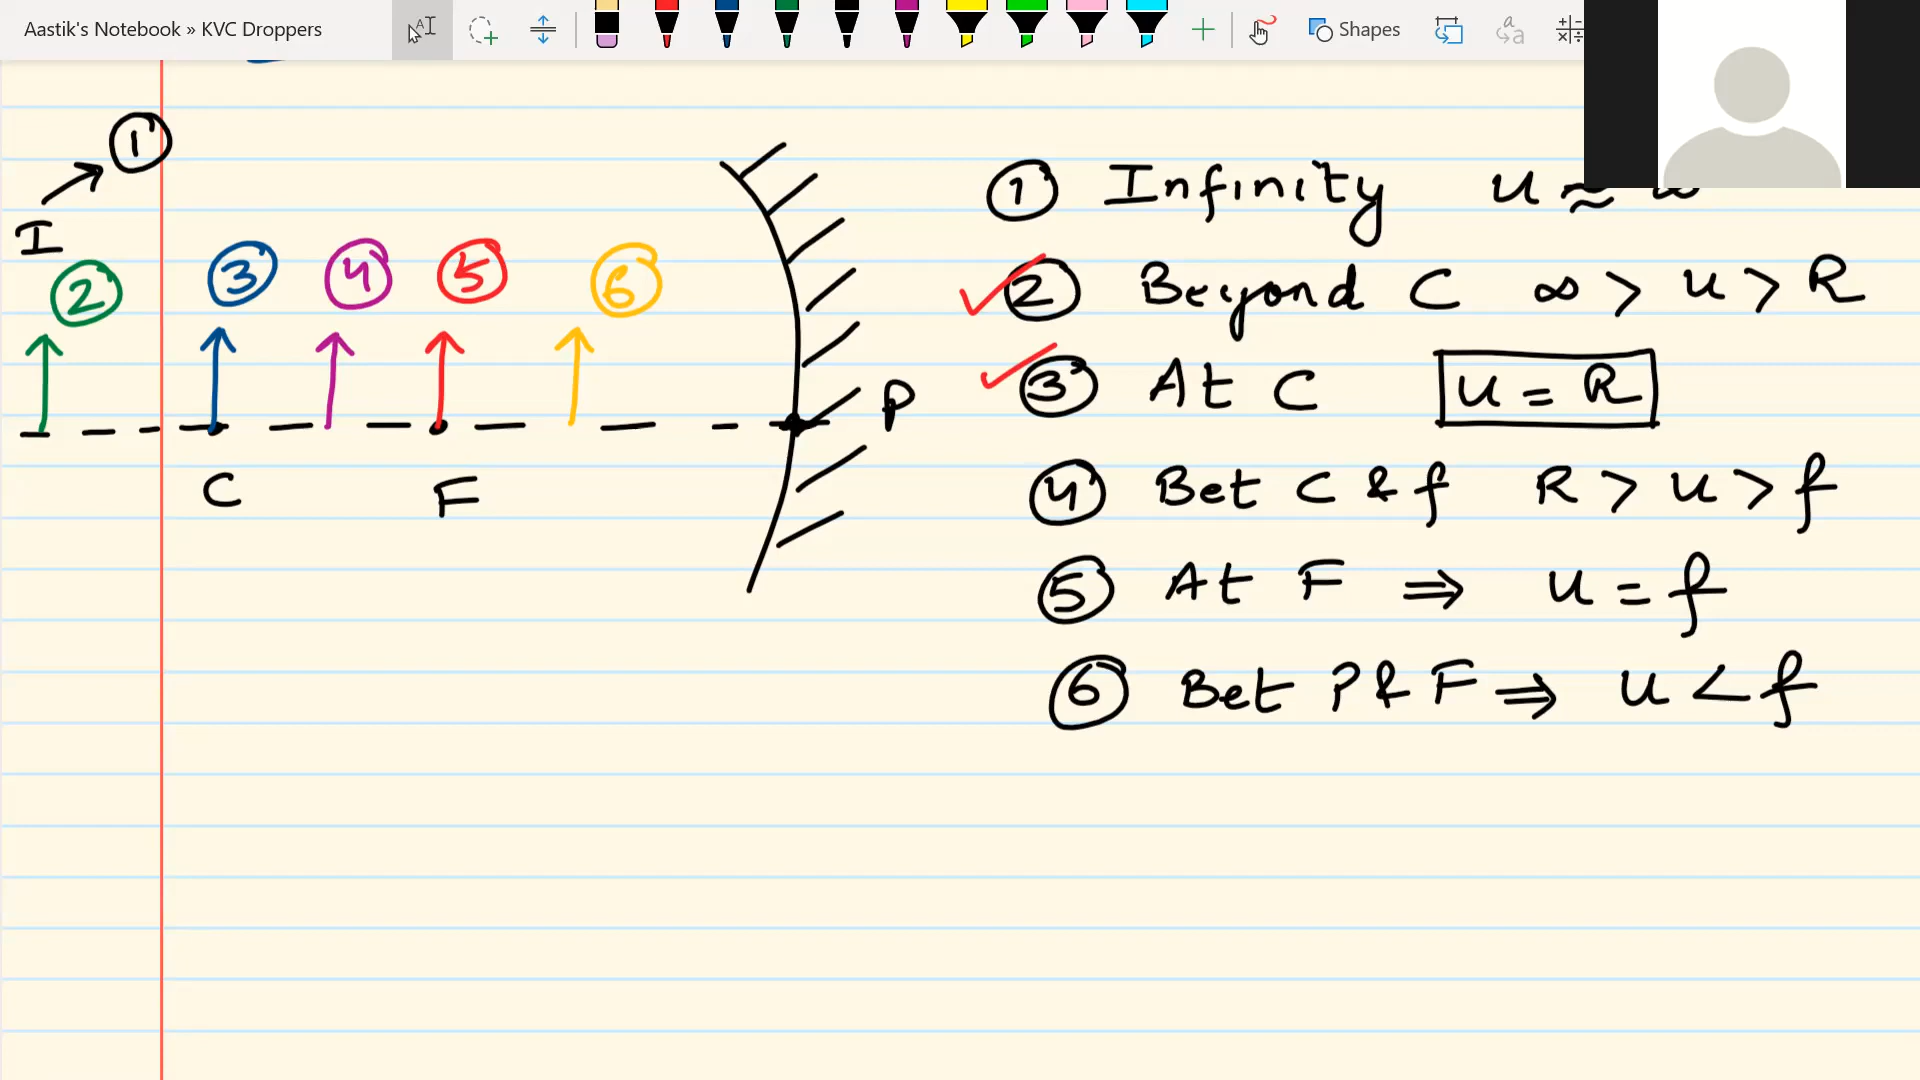 Aastik's Notebook » KVC Droppers
Shapes
I → ①
② ③ ④ ⑤ ⑥
P
C F
① Infinity u ≈ ∞
② Beyond C ∞ > u > R
③ At C u = R
④ Bet C & f R > u > f
⑤ At F ⇒ u = f
⑥ Bet P & F ⇒ u < f